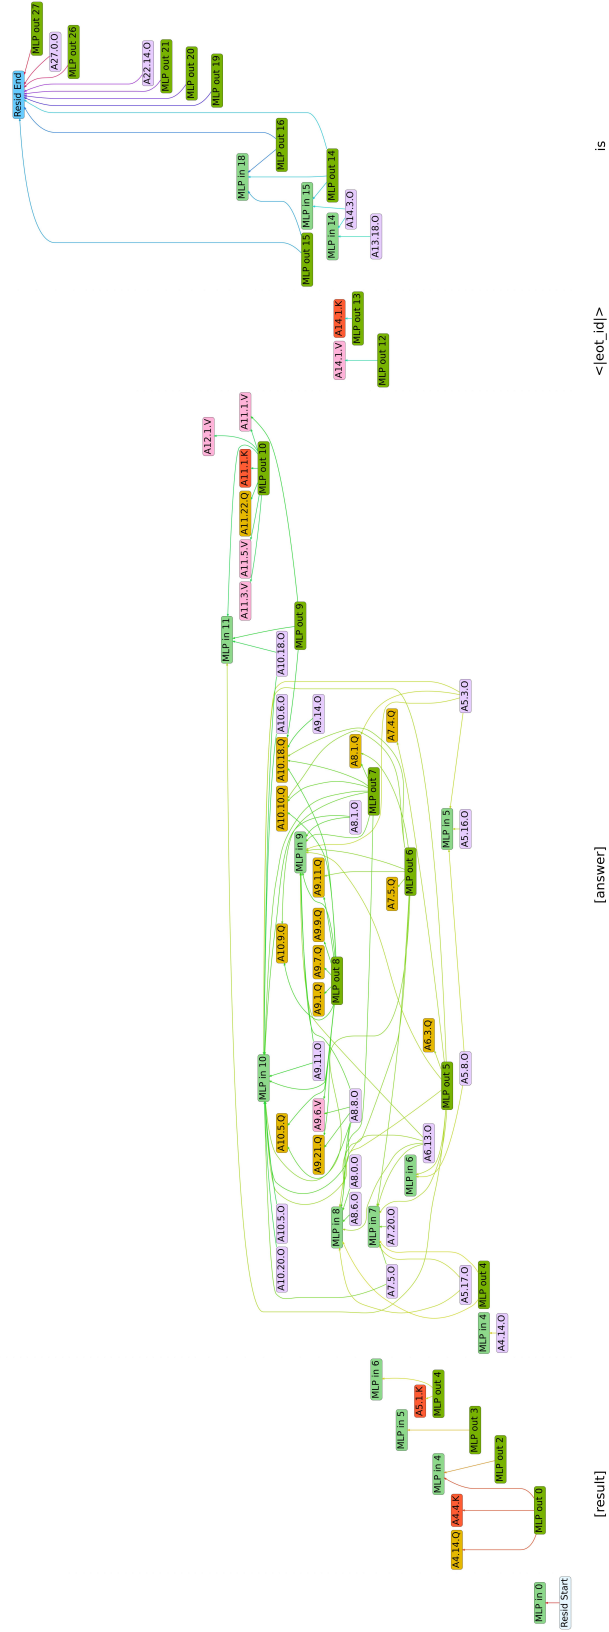 Resid End
MLP out 27
A27.0.O
MLP out 26
A22.14.O
MLP out 21
MLP out 20
A12.1.V
MLP out 19
MLP in 11
MLP in 18
A11.3.V
A11.5.V
A11.22.Q
A11.1.K
A11.1.V
MLP in 10
MLP out 10
A10.20.O
A10.5.O
A10.5.Q
A10.9.Q
A10.10.Q
A10.18.Q
A10.6.O
A10.18.O
MLP out 16
MLP in 9
MLP out 9
MLP out 15
MLP in 15
A9.21.Q
A9.6.V
A9.11.O
A9.1.Q
A9.7.Q
A9.9.Q
A9.11.Q
A9.14.O
MLP in 8
MLP out 8
A14.1.V
A14.1.K
MLP in 14
MLP out 14
A8.6.O
A8.0.O
A8.8.O
A8.1.O
A8.1.Q
MLP out 13
A14.3.O
MLP in 6
MLP in 7
MLP out 7
MLP out 12
A13.18.O
A7.5.O
A7.20.O
A7.5.Q
A7.4.Q
MLP in 5
MLP in 6
MLP out 6
A5.1.K
A6.13.O
A6.3.Q
MLP in 4
MLP out 4
MLP out 5
MLP in 5
A4.14.Q
A4.4.K
A5.17.O
A5.8.O
A5.16.O
A5.3.O
MLP out 3
MLP in 4
MLP out 4
MLP out 2
A4.14.O
MLP in 0
MLP out 0
Resid Start
[result]
[answer]
<|eot_id|>
is